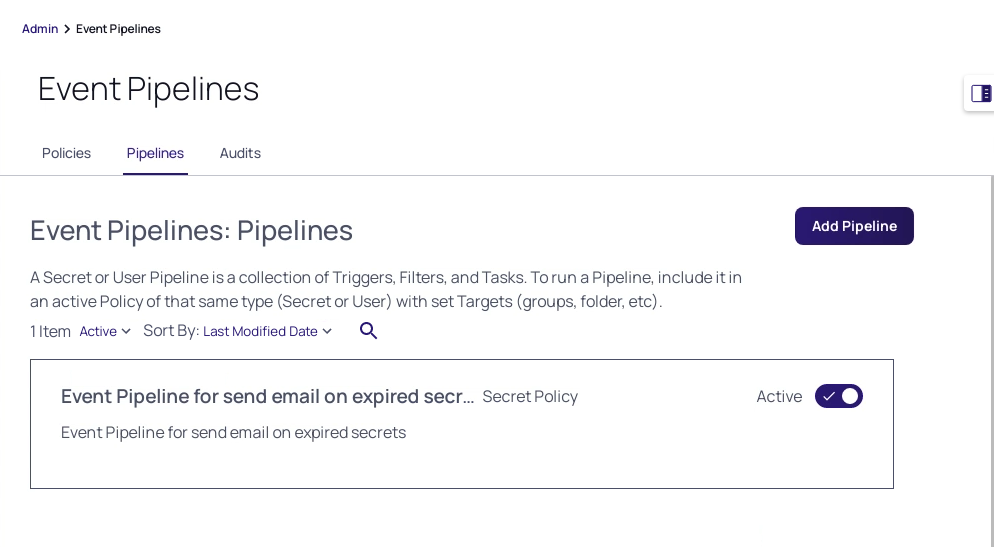 Admin > Event Pipelines
Event Pipelines
Policies Pipelines Audits
Event Pipelines: Pipelines
Add Pipeline
A Secret or User Pipeline is a collection of Triggers, Filters, and Tasks. To run a Pipeline, include it in
an active Policy of that same type (Secret or User) with set Targets (groups, folder, etc).
1 Item Active Sort By: Last Modified Date
Event Pipeline for send email on expired secr... Secret Policy Active
Event Pipeline for send email on expired secrets